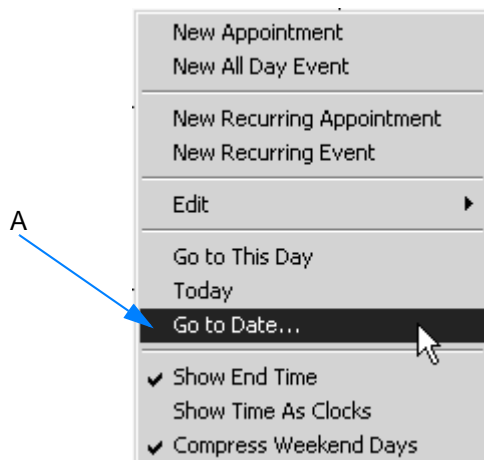 New Appointment
New All Day Event
New Recurring Appointment
New Recurring Event
Edit
A
Go to This Day
Today
Go to Date...
Show End Time
Show Time As Clocks
Compress Weekend Days